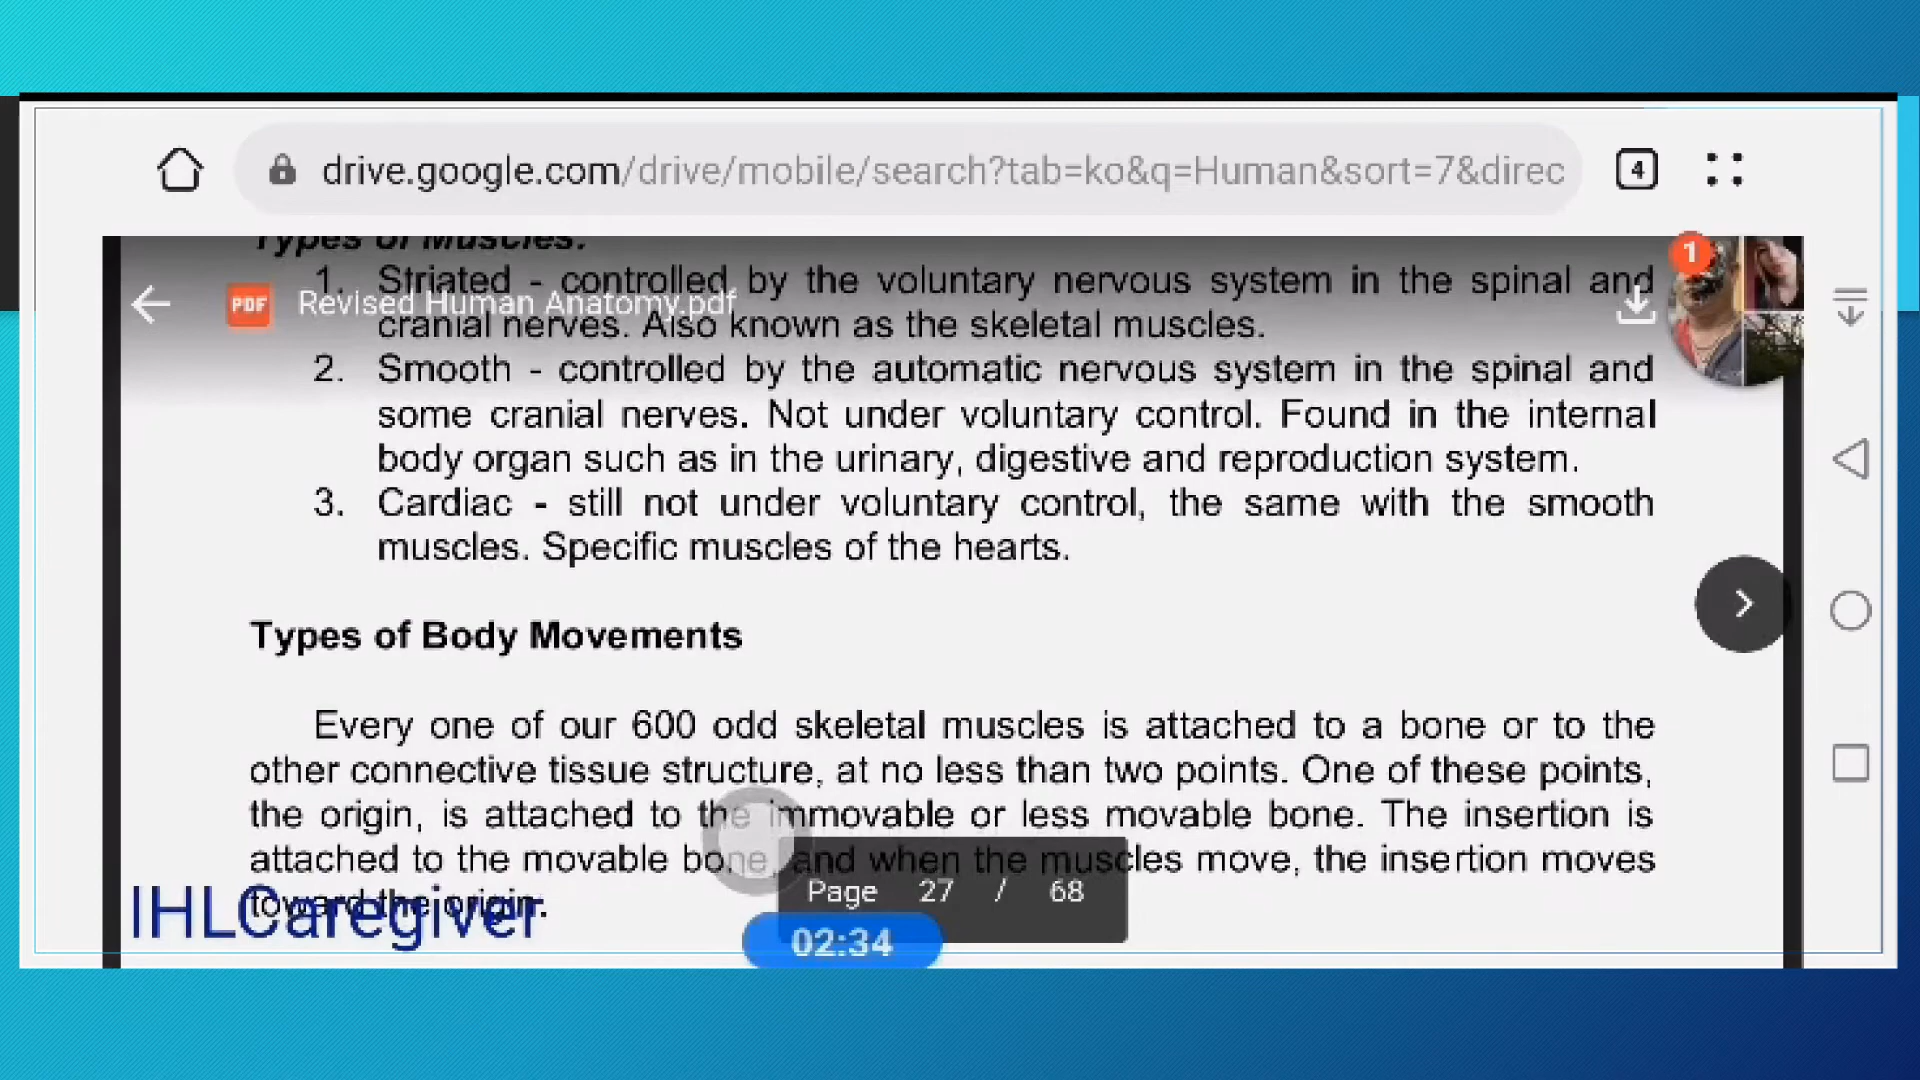 drive.google.com/drive/mobile/search?tab=ko&q=Human&sort=7&direc
4
Types of Muscles:
1
1. Striated - controlled by the voluntary nervous system in the spinal and
PDF Revised Human Anatomy.pdf
cranial nerves. Also known as the skeletal muscles.
2. Smooth - controlled by the automatic nervous system in the spinal and
some cranial nerves. Not under voluntary control. Found in the internal
body organ such as in the urinary, digestive and reproduction system.
3. Cardiac - still not under voluntary control, the same with the smooth
muscles. Specific muscles of the hearts.
Types of Body Movements
Every one of our 600 odd skeletal muscles is attached to a bone or to the
other connective tissue structure, at no less than two points. One of these points,
the origin, is attached to the immovable or less movable bone. The insertion is
attached to the movable bone, and when the muscles move, the insertion moves
toward the origin.
Page 27 / 68
IHLCaregiver
02:34